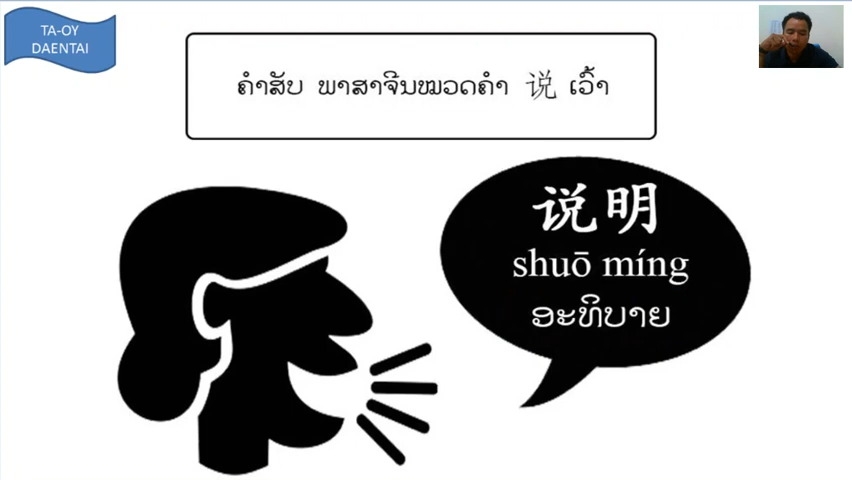 TA-OY
DAENTAI
ຄຳສັບ ພາສາຈີນໝວດຄຳ 说 ເວົ້າ
说明
shuō míng
ອະທິບາຍ